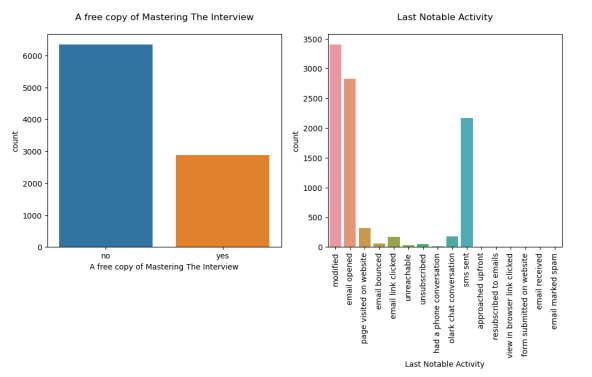 A free copy of Mastering The Interview
count
6000
5000
4000
3000
2000
1000
0
no
yes
A free copy of Mastering The Interview
Last Notable Activity
count
3500
3000
2500
2000
1500
1000
500
0
modified
email opened
page visited on website
email bounced
email link clicked
unreachable
unsubscribed
had a phone conversation
olark chat conversation
sms sent
approached upfront
resubscribed to emails
view in browser link clicked
form submitted on website
email received
email marked spam
Last Notable Activity